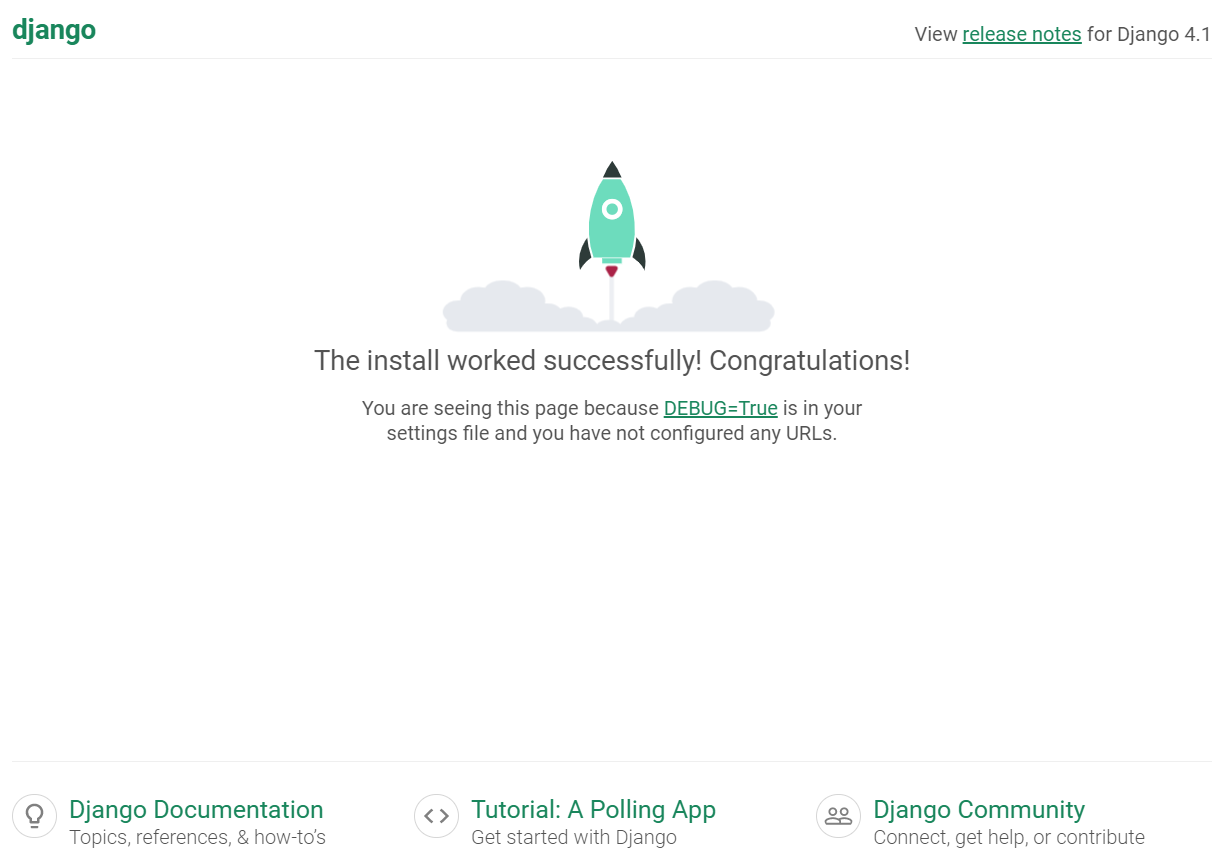 django
View release notes for Django 4.1
The install worked successfully! Congratulations!
You are seeing this page because DEBUG=True is in your
settings file and you have not configured any URLs.
Django Documentation
Topics, references, & how-to’s
Tutorial: A Polling App
Get started with Django
Django Community
Connect, get help, or contribute